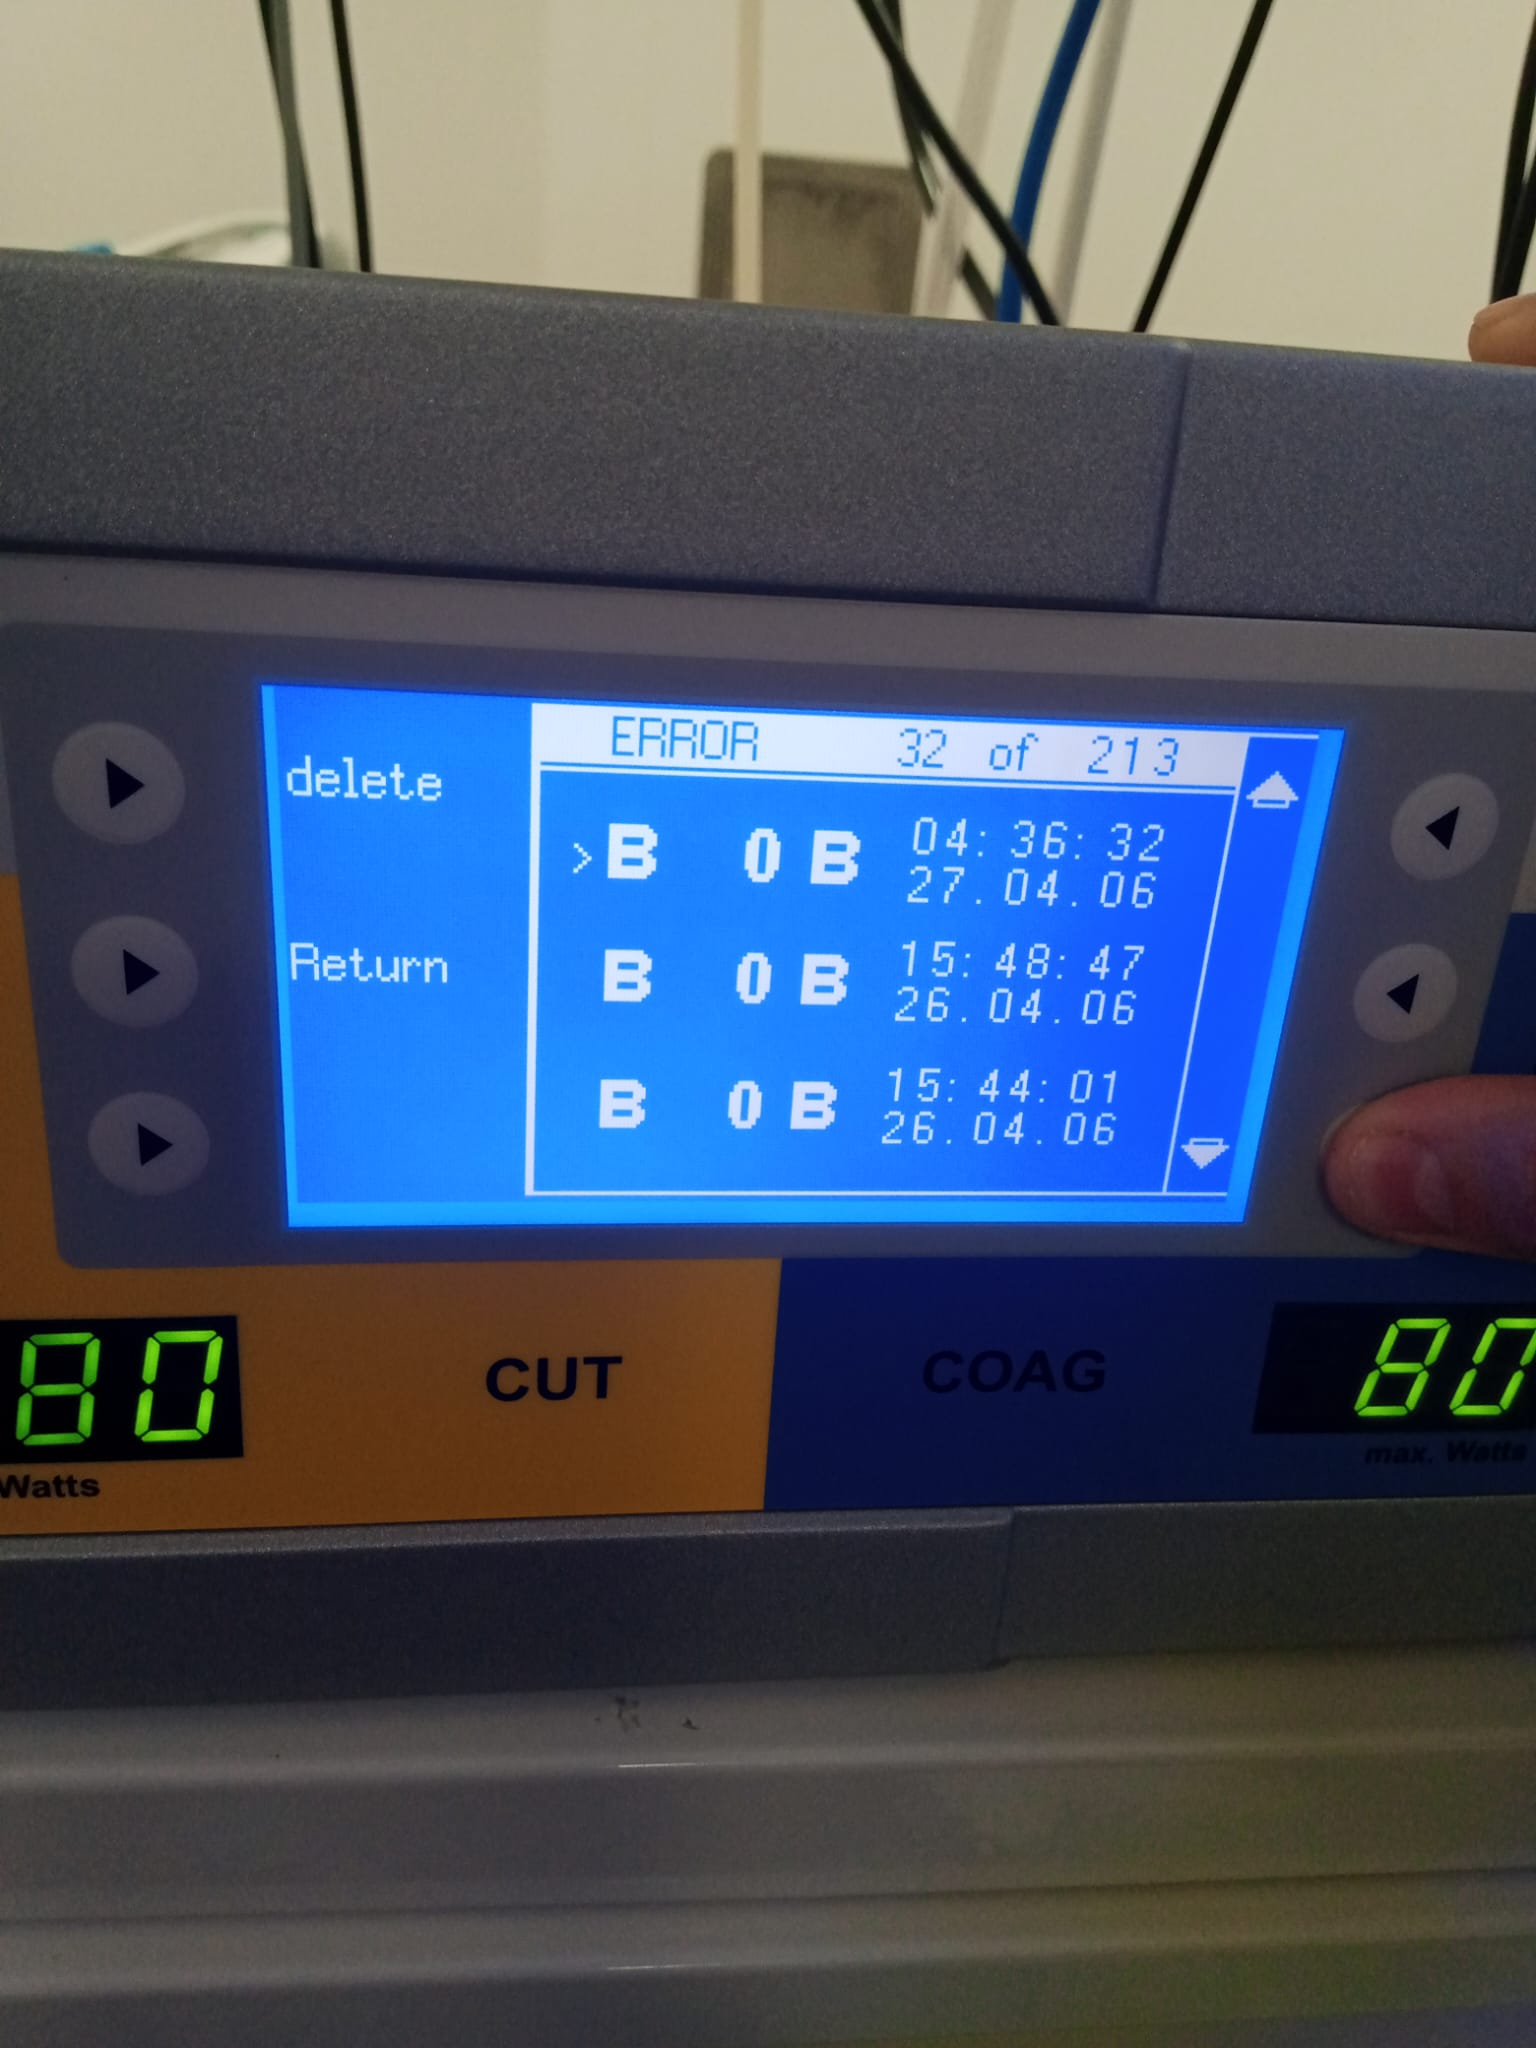 ERROR 32 of 213
delete
>B 0B 04:36:32
27.04.06
Return
B 0B 15:48:47
26.04.06
B 0B 15:44:01
26.04.06
80 CUT COAG 80
Watts max. Watts